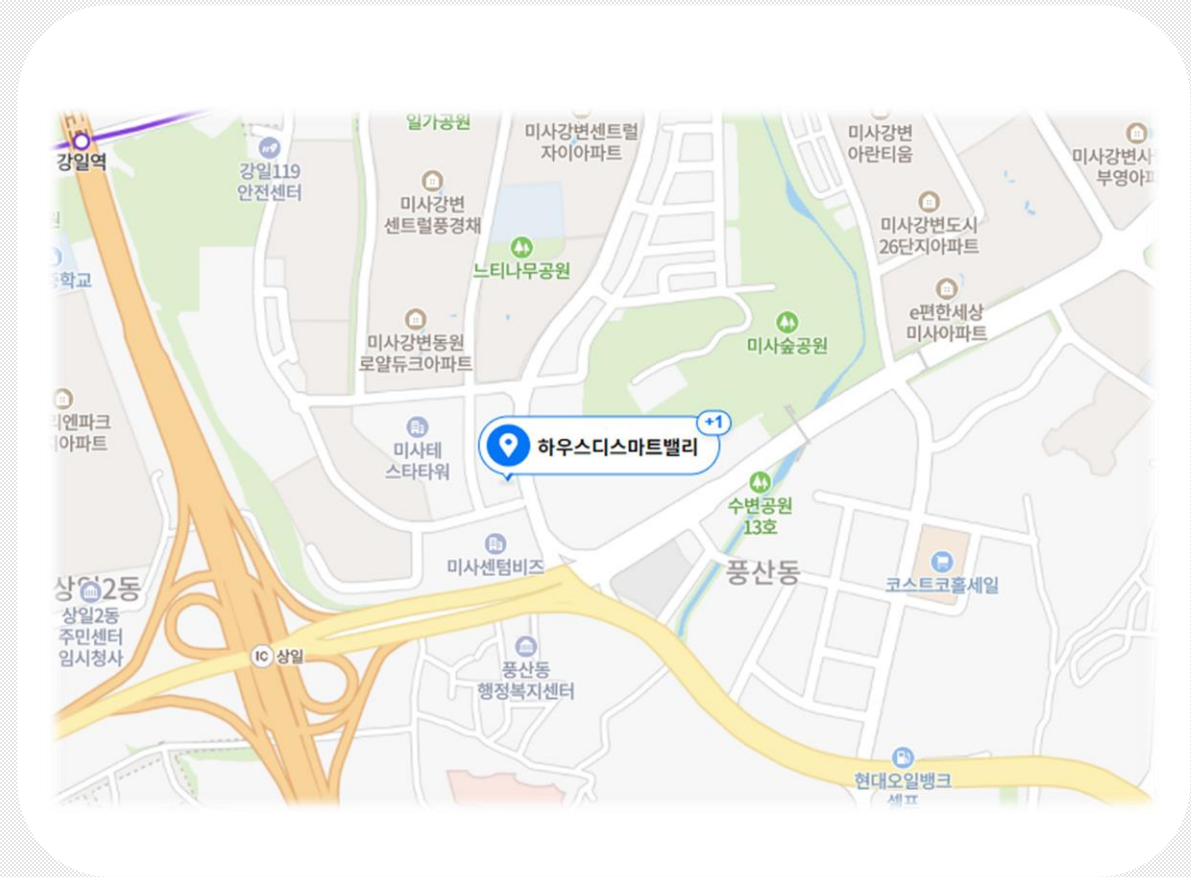 일가공원
미사강변센트럴
자이아파트
미사강변
아란티움
미사강변
부영아
강일역
강일119
안전센터
미사강변
센트럴풍경채
미사강변도시
26단지아파트
느티나무공원
학교
e편한세상
미사아파트
미사강변동원
로얄듀크아파트
미사숲공원
리엔파크
아파트
미사테
스타타워
하우스디스마트밸리
+1
수변공원
13호
미사센텀비즈
풍산동
코스트코홀세일
상일2동
상일2동
주민센터
임시청사
IC 상일
풍산동
행정복지센터
현대오일뱅크
셀프